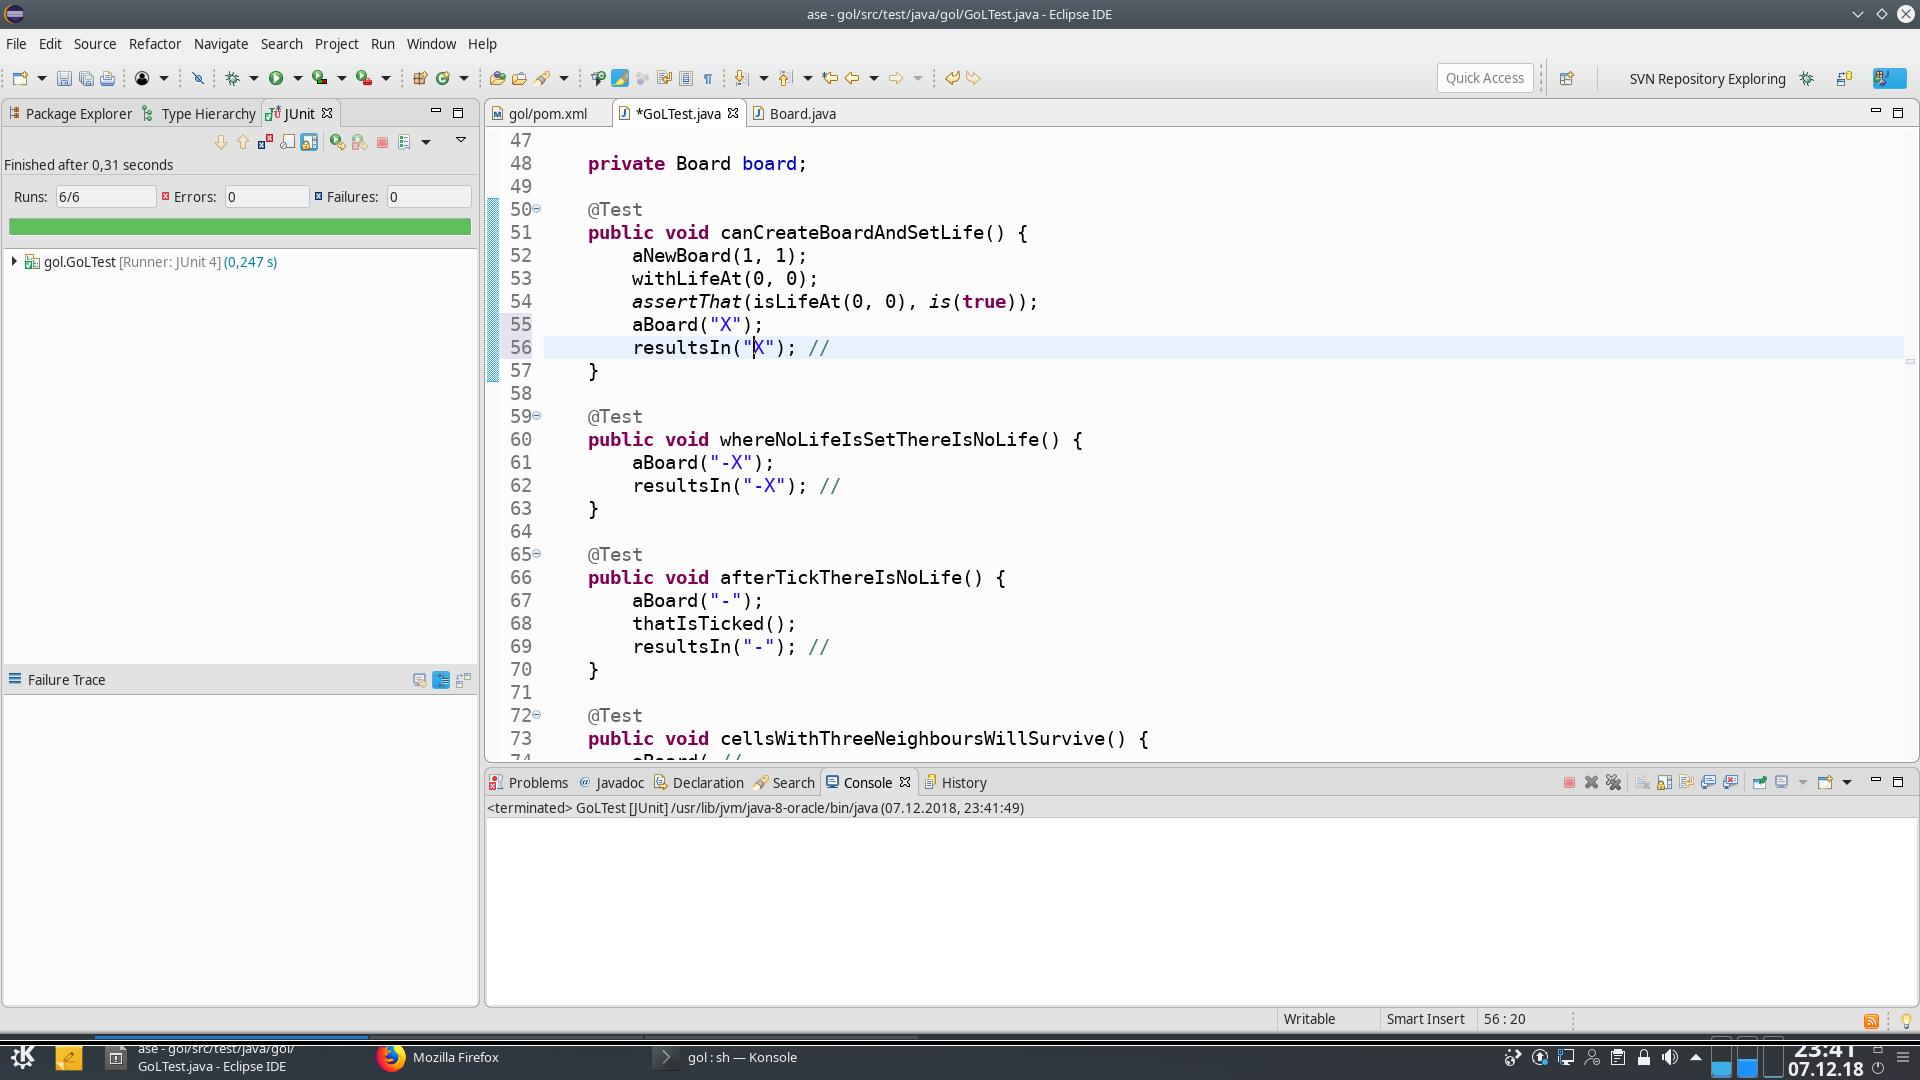 ase - gol/src/test/java/gol/GoLTest.java - Eclipse IDE
File Edit Source Refactor Navigate Search Project Run Window Help
Quick Access
SVN Repository Exploring
Package Explorer Type Hierarchy JUnit
Finished after 0,31 seconds
Runs: 6/6 Errors: 0 Failures: 0
gol.GoLTest [Runner: JUnit 4] (0,247 s)
Failure Trace
gol/pom.xml *GoLTest.java Board.java
47
48 private Board board;
49
50 @Test
51 public void canCreateBoardAndSetLife() {
52 aNewBoard(1, 1);
53 withLifeAt(0, 0);
54 assertThat(isLifeAt(0, 0), is(true));
55 aBoard("X");
56 resultsIn("X"); //
57 }
58
59 @Test
60 public void whereNoLifeIsSetThereIsNoLife() {
61 aBoard("-X");
62 resultsIn("-X"); //
63 }
64
65 @Test
66 public void afterTickThereIsNoLife() {
67 aBoard("-");
68 thatIsTicked();
69 resultsIn("-"); //
70 }
71
72 @Test
73 public void cellsWithThreeNeighboursWillSurvive() {
74 aBoard( //
Problems Javadoc Declaration Search Console History
<terminated> GoLTest [JUnit] /usr/lib/jvm/java-8-oracle/bin/java (07.12.2018, 23:41:49)
Writable Smart Insert 56 : 20
ase - gol/src/test/java/gol/
GoLTest.java - Eclipse IDE
Mozilla Firefox
gol : sh — Konsole
23:41
07.12.18